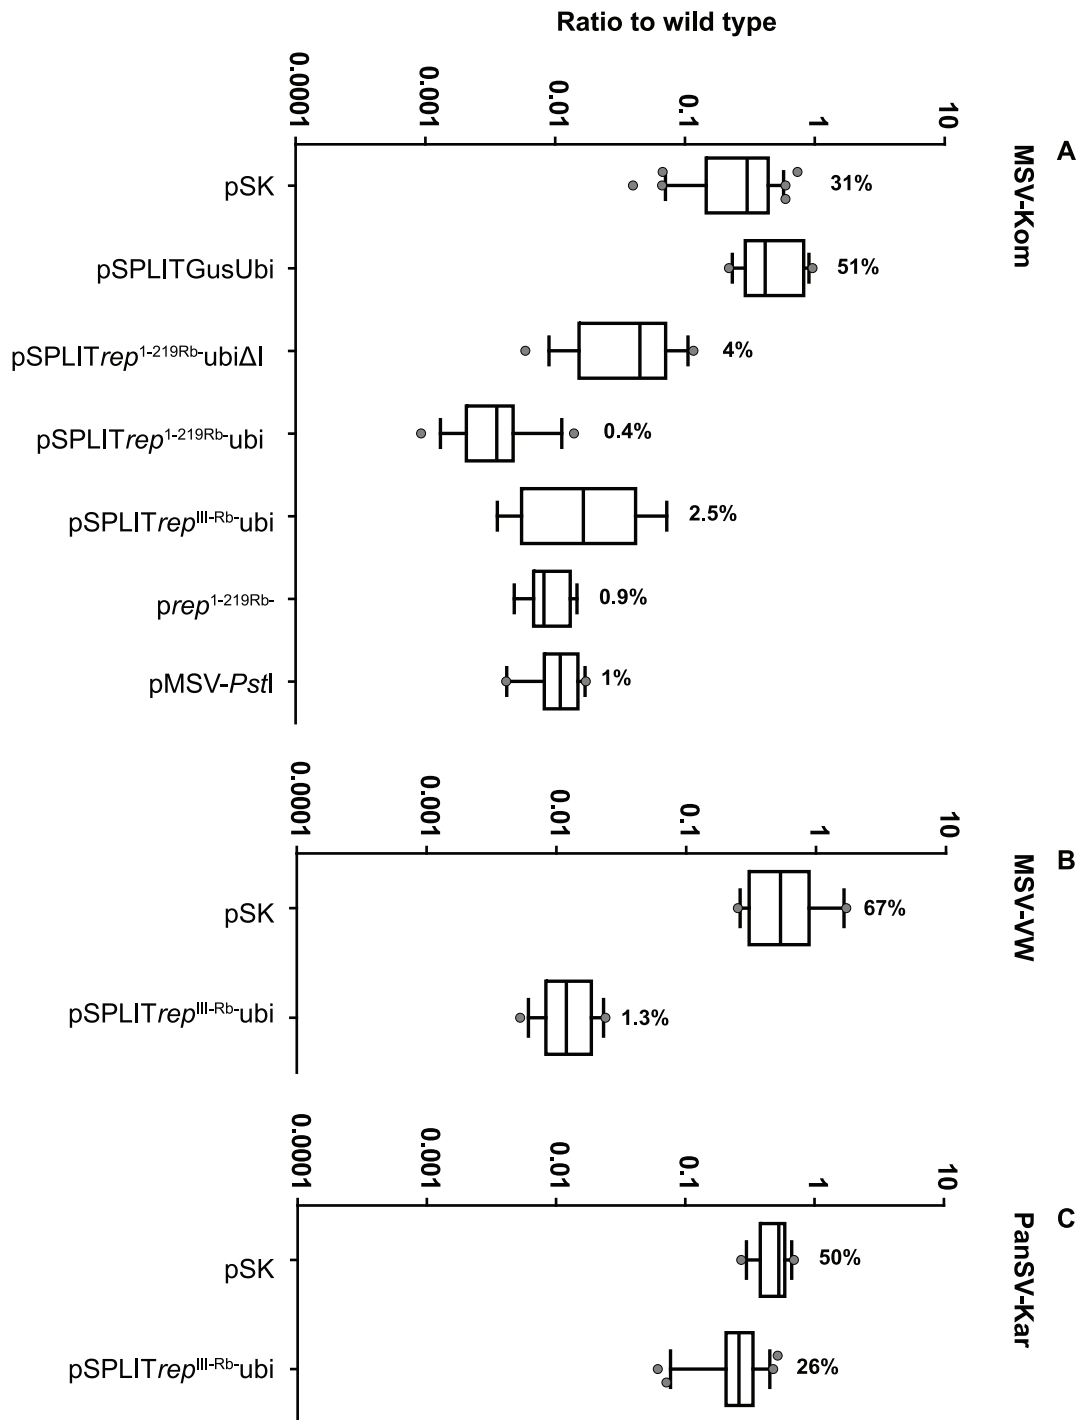 Ratio to wild type
A
MSV-Kom
0.0001 0.001 0.01 0.1 1 10
pSK 31%
pSPLITGusUbi 51%
pSPLITrep1-219Rb-ubiΔI 4%
pSPLITrep1-219Rb-ubi 0.4%
pSPLITrepIII-Rb-ubi 2.5%
prep1-219Rb- 0.9%
pMSV-PstI 1%
B
MSV-VW
0.0001 0.001 0.01 0.1 1 10
pSK 67%
pSPLITrepIII-Rb-ubi 1.3%
C
PanSV-Kar
0.0001 0.001 0.01 0.1 1 10
pSK 50%
pSPLITrepIII-Rb-ubi 26%